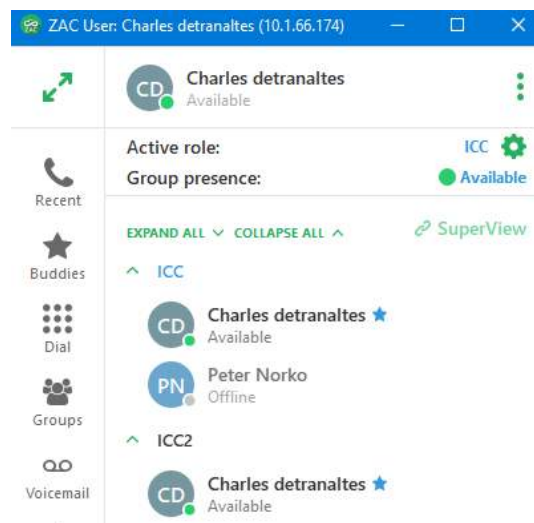 ZAC User: Charles detranaltes (10.1.66.174)
CD
Charles detranaltes
Available
Active role:
ICC
Group presence:
Available
Recent
Buddies
Dial
Groups
Voicemail
EXPAND ALL COLLAPSE ALL
SuperView
ICC
CD
Charles detranaltes
Available
PN
Peter Norko
Offline
ICC2
CD
Charles detranaltes
Available